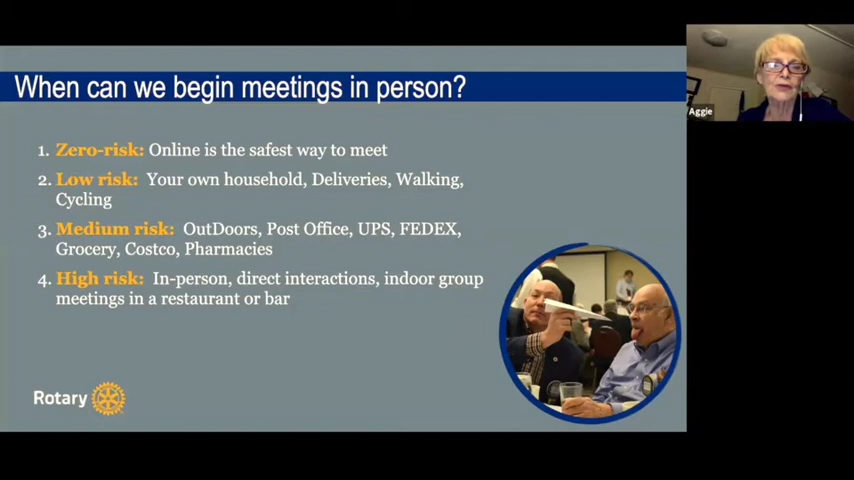 When can we begin meetings in person?
1. Zero-risk: Online is the safest way to meet
2. Low risk: Your own household, Deliveries, Walking,
Cycling
3. Medium risk: OutDoors, Post Office, UPS, FEDEX,
Grocery, Costco, Pharmacies
4. High risk: In-person, direct interactions, indoor group
meetings in a restaurant or bar
Rotary
Aggie